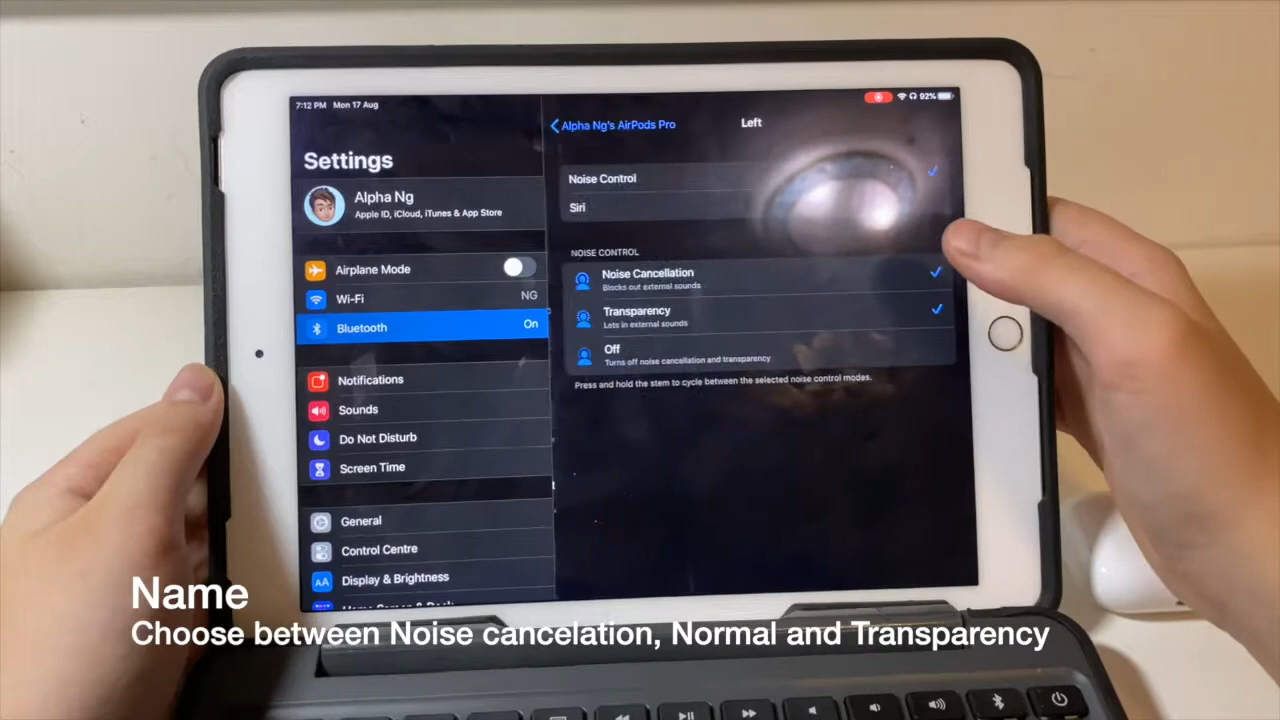 7:12 PM Mon 17 Aug
92%
Settings
Alpha Ng
Apple ID, iCloud, iTunes & App Store
Airplane Mode
Wi-Fi NG
Bluetooth On
Notifications
Sounds
Do Not Disturb
Screen Time
General
Control Centre
AA Display & Brightness
Home Screen & Dock
Alpha Ng's AirPods Pro
Left
Noise Control
Siri
NOISE CONTROL
Noise Cancellation
Blocks out external sounds
Transparency
Lets in external sounds
Off
Turns off noise cancellation and transparency
Press and hold the stem to cycle between the selected noise control modes.
Name
Choose between Noise cancelation, Normal and Transparency